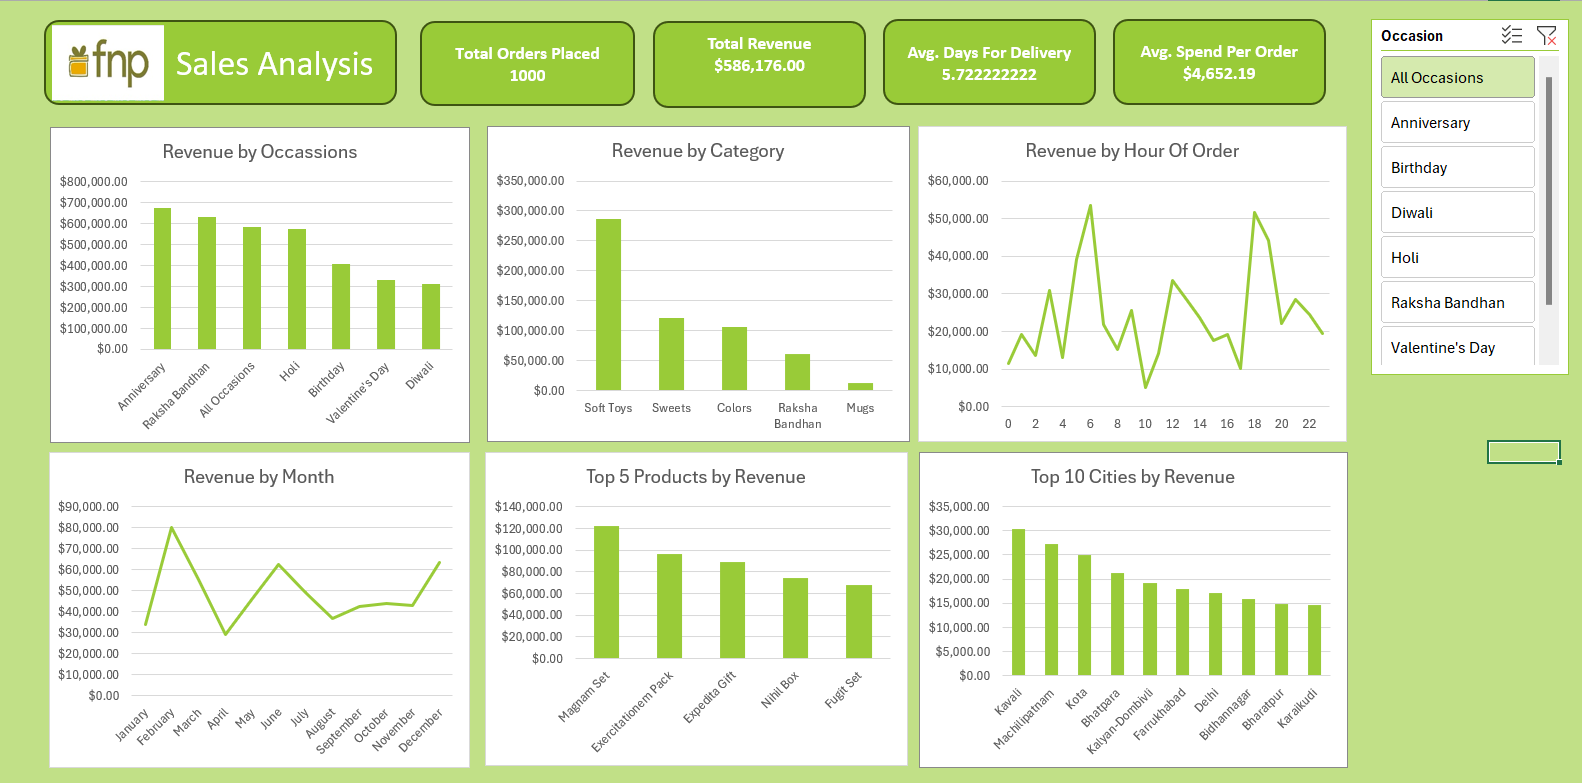 fnp
Sales Analysis
Total Orders Placed
1000
Total Revenue
$586,176.00
Avg. Days For Delivery
5.722222222
Avg. Spend Per Order
$4,652.19
Occasion
All Occasions
Anniversary
Birthday
Diwali
Holi
Raksha Bandhan
Valentine's Day
Revenue by Occassions
$800,000.00
$700,000.00
$600,000.00
$500,000.00
$400,000.00
$300,000.00
$200,000.00
$100,000.00
$0.00
Anniversary
Raksha Bandhan
All Occasions
Holi
Birthday
Valentine's Day
Diwali
Revenue by Category
$350,000.00
$300,000.00
$250,000.00
$200,000.00
$150,000.00
$100,000.00
$50,000.00
$0.00
Soft Toys Sweets Colors Raksha Mugs
Bandhan
Revenue by Hour Of Order
$60,000.00
$50,000.00
$40,000.00
$30,000.00
$20,000.00
$10,000.00
$0.00
0 2 4 6 8 10 12 14 16 18 20 22
Revenue by Month
$90,000.00
$80,000.00
$70,000.00
$60,000.00
$50,000.00
$40,000.00
$30,000.00
$20,000.00
$10,000.00
$0.00
January
February
March
April
May
June
July
August
September
October
November
December
Top 5 Products by Revenue
$140,000.00
$120,000.00
$100,000.00
$80,000.00
$60,000.00
$40,000.00
$20,000.00
$0.00
Magnam Set
Exercitationem Pack
Expedita Gift
Nihil Box
Fugit Set
Top 10 Cities by Revenue
$35,000.00
$30,000.00
$25,000.00
$20,000.00
$15,000.00
$10,000.00
$5,000.00
$0.00
Kavali
Machilipatnam
Kota
Bhatpara
Kalyan-Dombivli
Farrukhabad
Delhi
Bidhannagar
Bharatpur
Karaikudi